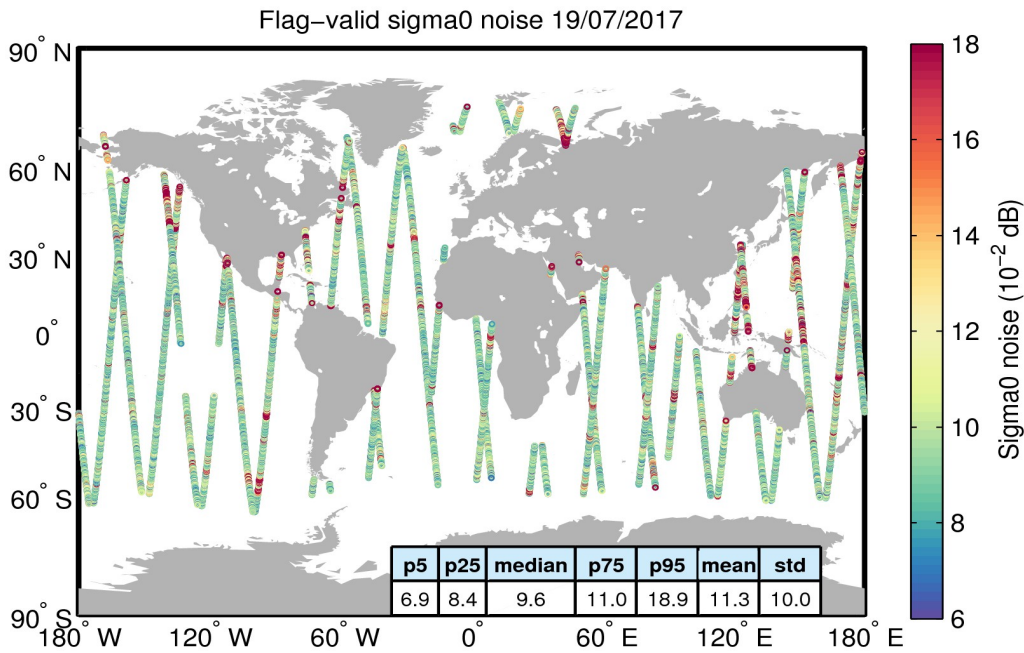 Flag−valid sigma0 noise 19/07/2017
90° N
60° N
30° N
0°
30° S
60° S
90° S
180° W
120° W
60° W
0°
60° E
120° E
180° E
p5 p25 median p75 p95 mean std
6.9 8.4 9.6 11.0 18.9 11.3 10.0
18
16
14
12
10
8
6
Sigma0 noise (10⁻² dB)